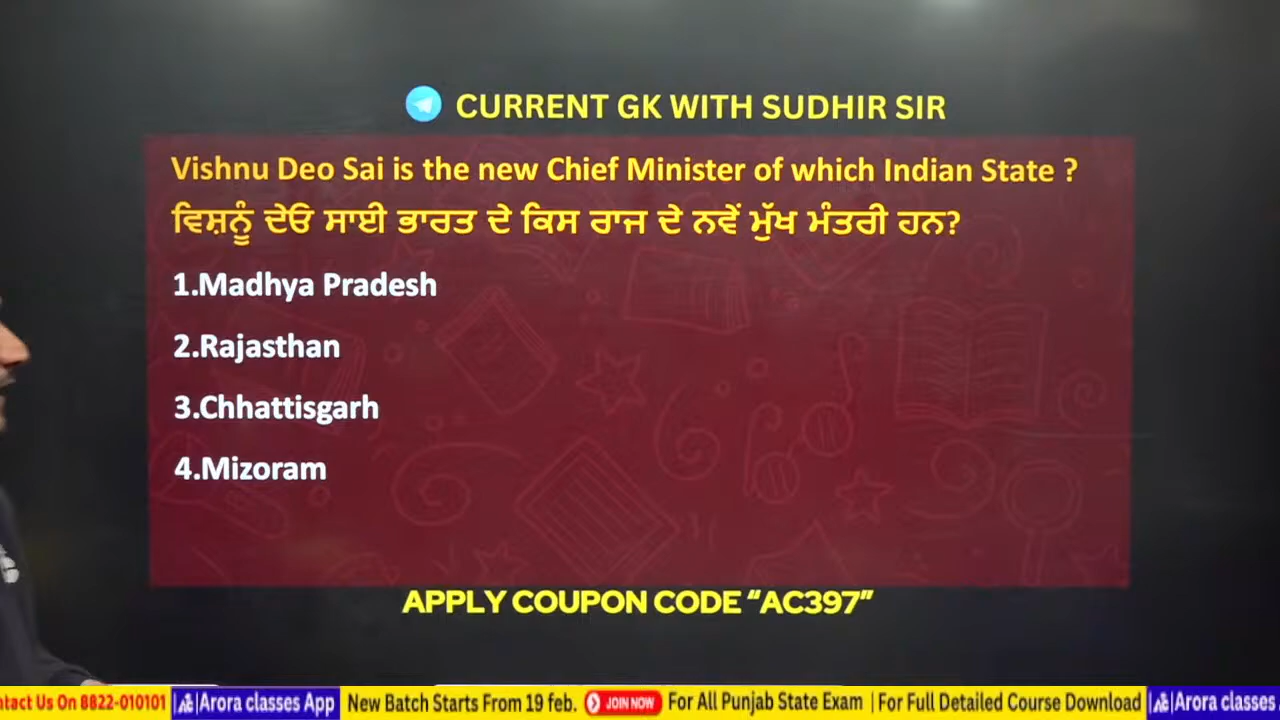 CURRENT GK WITH SUDHIR SIR
Vishnu Deo Sai is the new Chief Minister of which Indian State ?
ਵਿਸ਼ਨੂੰ ਦੇਓ ਸਾਈ ਭਾਰਤ ਦੇ ਕਿਸ ਰਾਜ ਦੇ ਨਵੇਂ ਮੁੱਖ ਮੰਤਰੀ ਹਨ?
1.Madhya Pradesh
2.Rajasthan
3.Chhattisgarh
4.Mizoram
APPLY COUPON CODE “AC397”
ntact Us On 8822-010101 Arora classes App New Batch Starts From 19 feb. JOIN NOW For All Punjab State Exam | For Full Detailed Course Download Arora classes